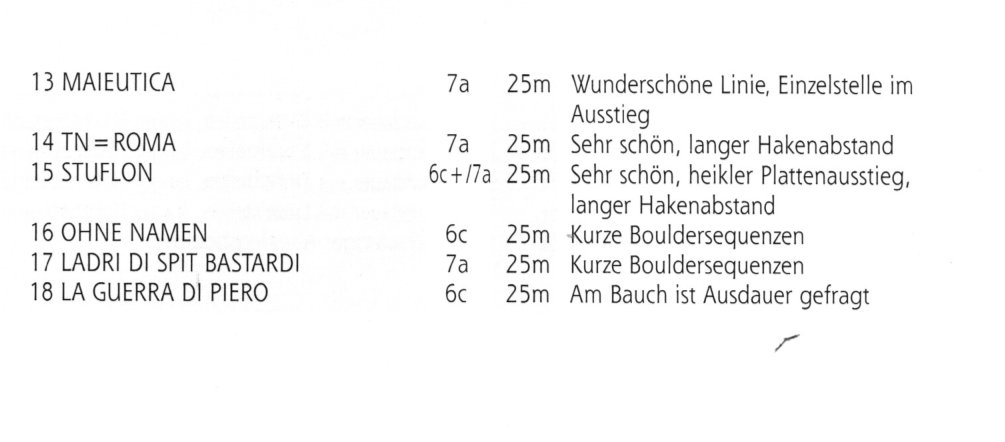 13 MAIEUTICA 7a 25m Wunderschöne Linie, Einzelstelle im
Ausstieg
14 TN=ROMA 7a 25m Sehr schön, langer Hakenabstand
15 STUFLON 6c+/7a 25m Sehr schön, heikler Plattenausstieg,
langer Hakenabstand
16 OHNE NAMEN 6c 25m Kurze Bouldersequenzen
17 LADRI DI SPIT BASTARDI 7a 25m Kurze Bouldersequenzen
18 LA GUERRA DI PIERO 6c 25m Am Bauch ist Ausdauer gefragt